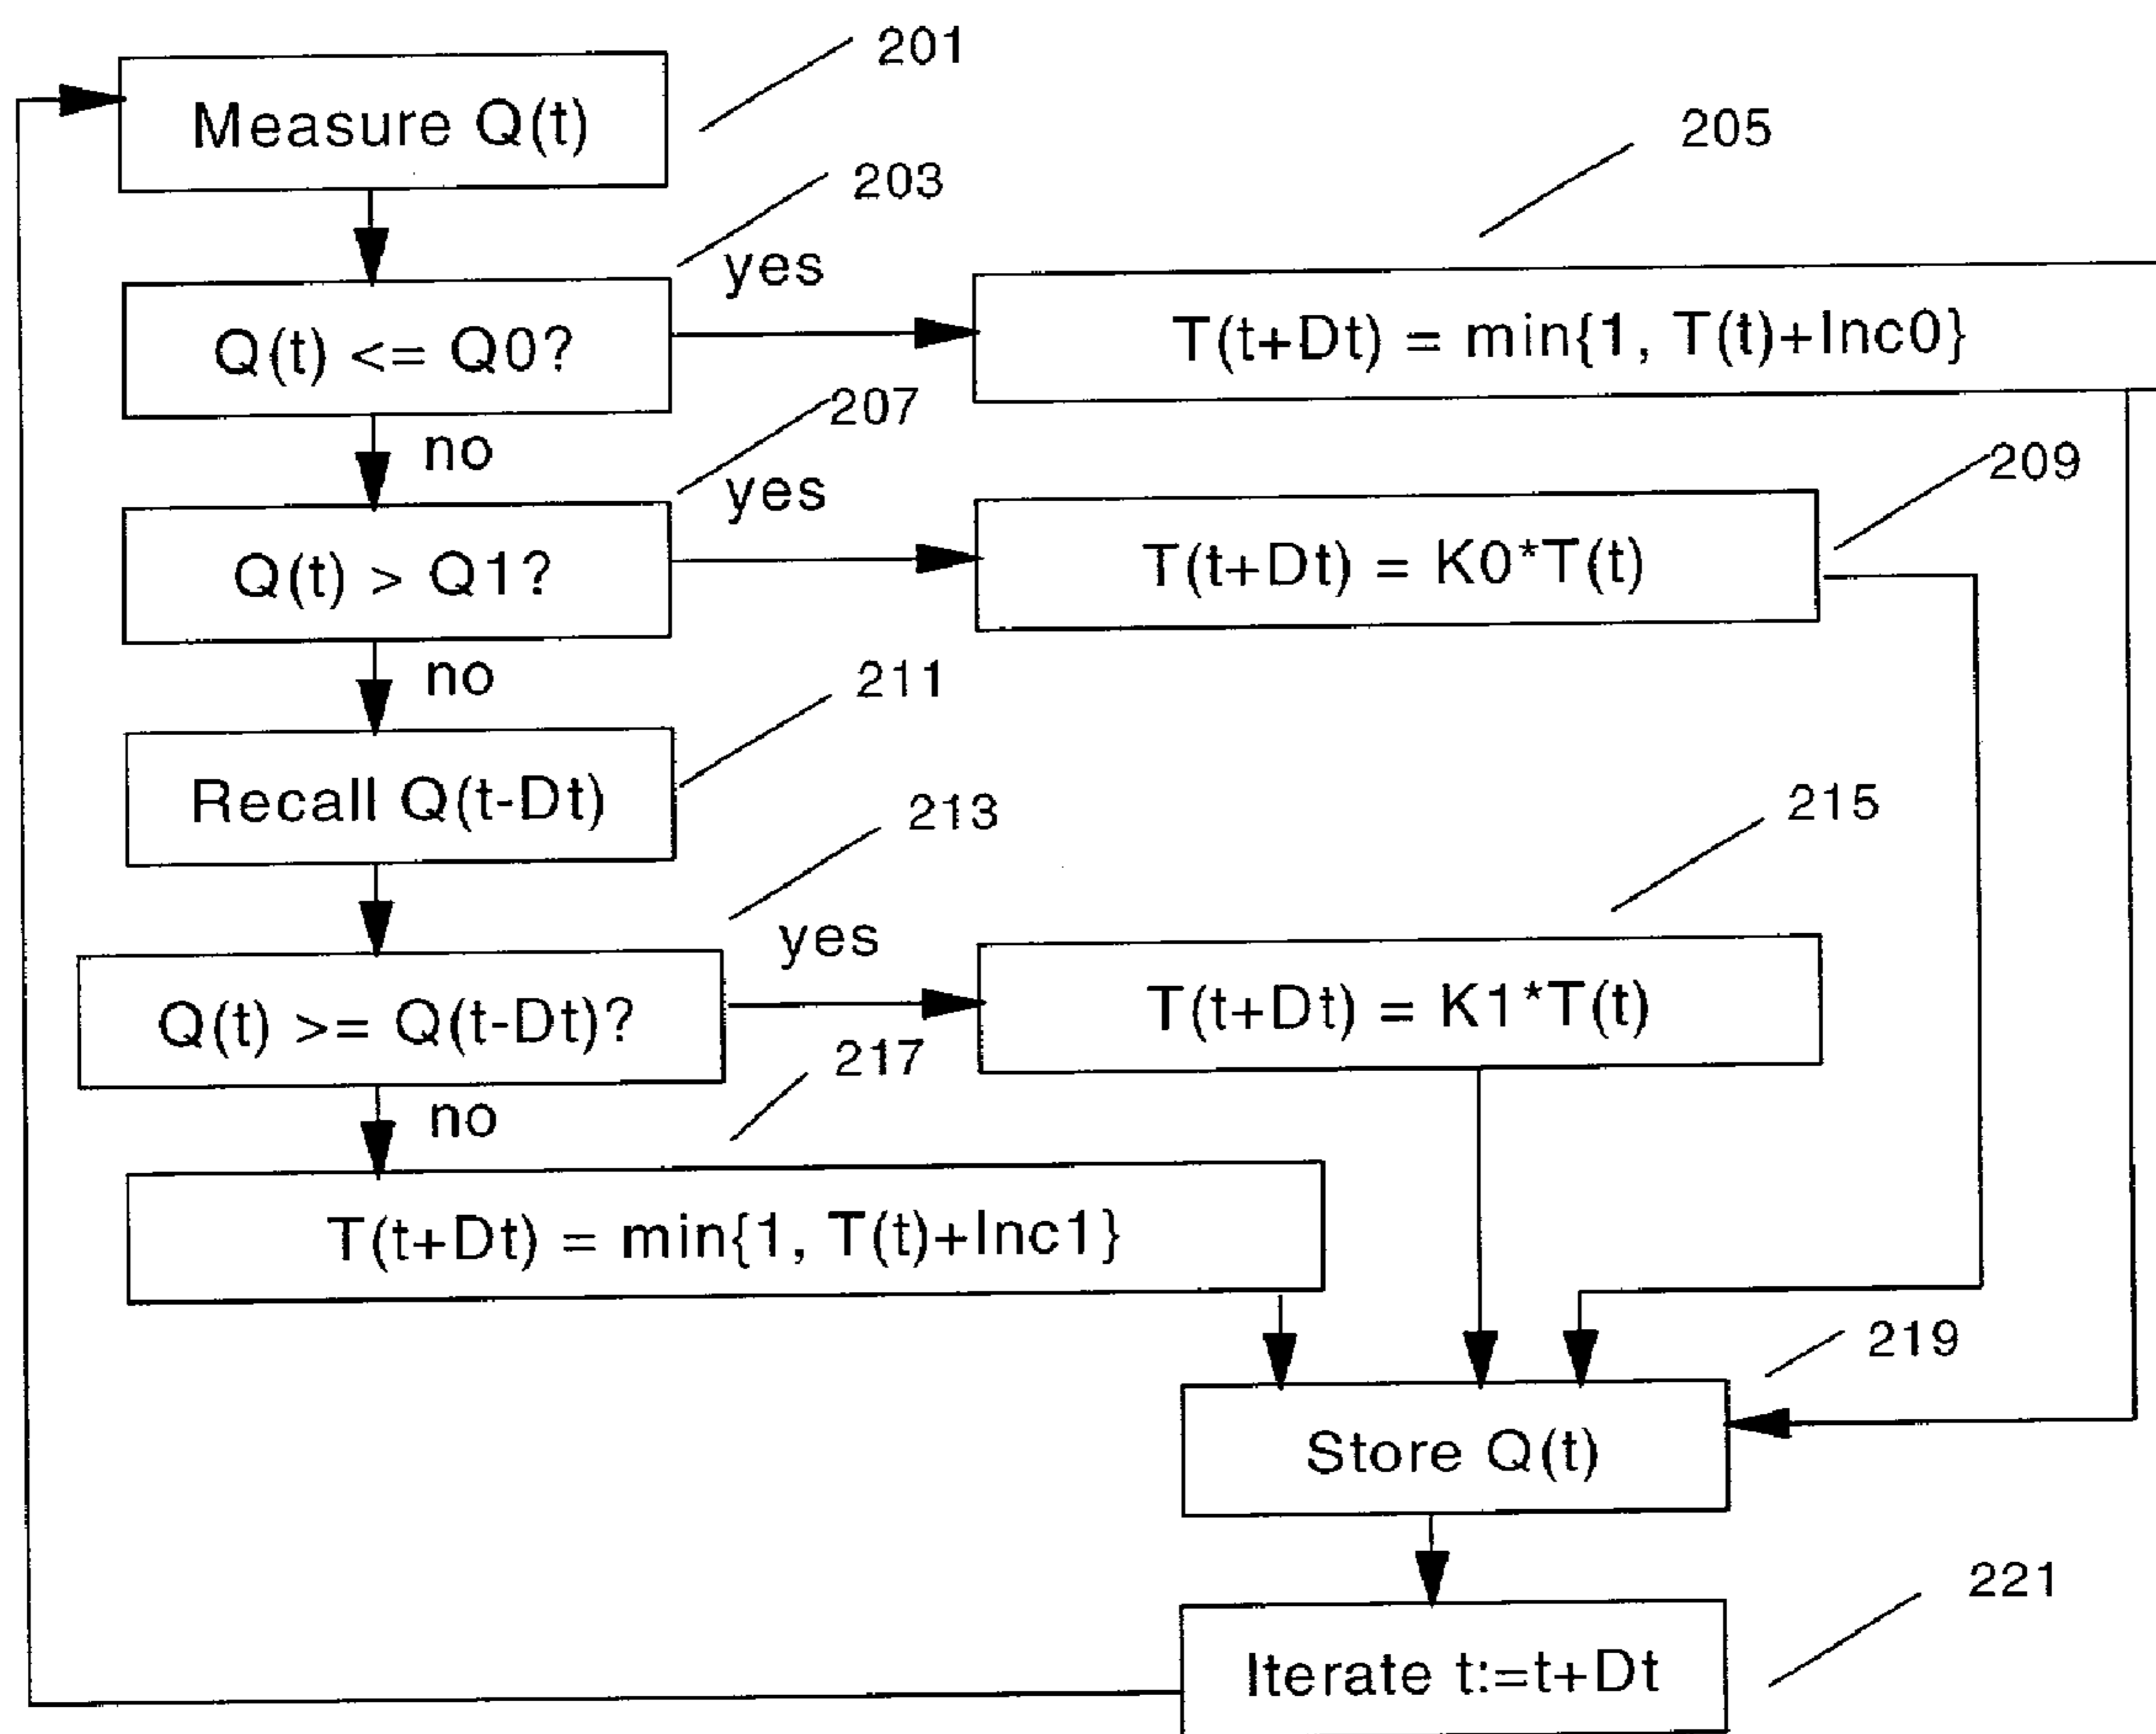 201
Measure Q(t)
203
205
yes
Q(t) <= Q0?
T(t+Dt) = min{1, T(t)+Inc0}
no
207
209
yes
Q(t) > Q1?
T(t+Dt) = K0*T(t)
no
211
Recall Q(t-Dt)
213
215
yes
Q(t) >= Q(t-Dt)?
T(t+Dt) = K1*T(t)
217
no
T(t+Dt) = min{1, T(t)+Inc1}
219
Store Q(t)
221
Iterate t:=t+Dt